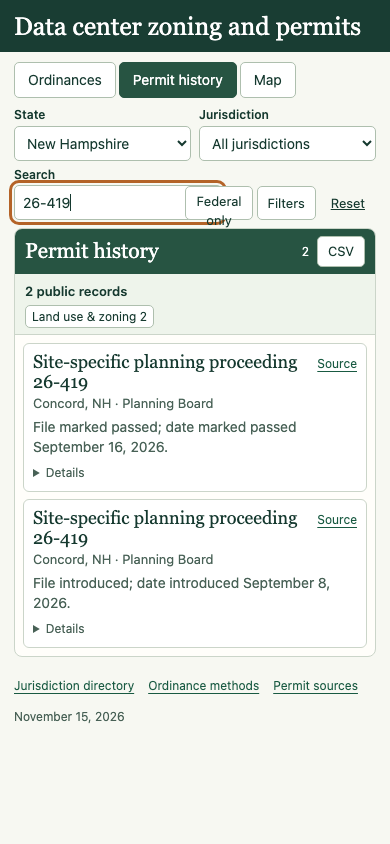 Data center zoning and permits
Ordinances
Permit history
Map
State
Jurisdiction
New Hampshire
All jurisdictions
Search
26-419
Federal only
Filters
Reset
Permit history
2
CSV
2 public records
Land use & zoning 2
Site-specific planning proceeding
26-419
Source
Concord, NH · Planning Board
File marked passed; date marked passed
September 16, 2026.
Details
Site-specific planning proceeding
26-419
Source
Concord, NH · Planning Board
File introduced; date introduced September 8,
2026.
Details
Jurisdiction directory
Ordinance methods
Permit sources
November 15, 2026